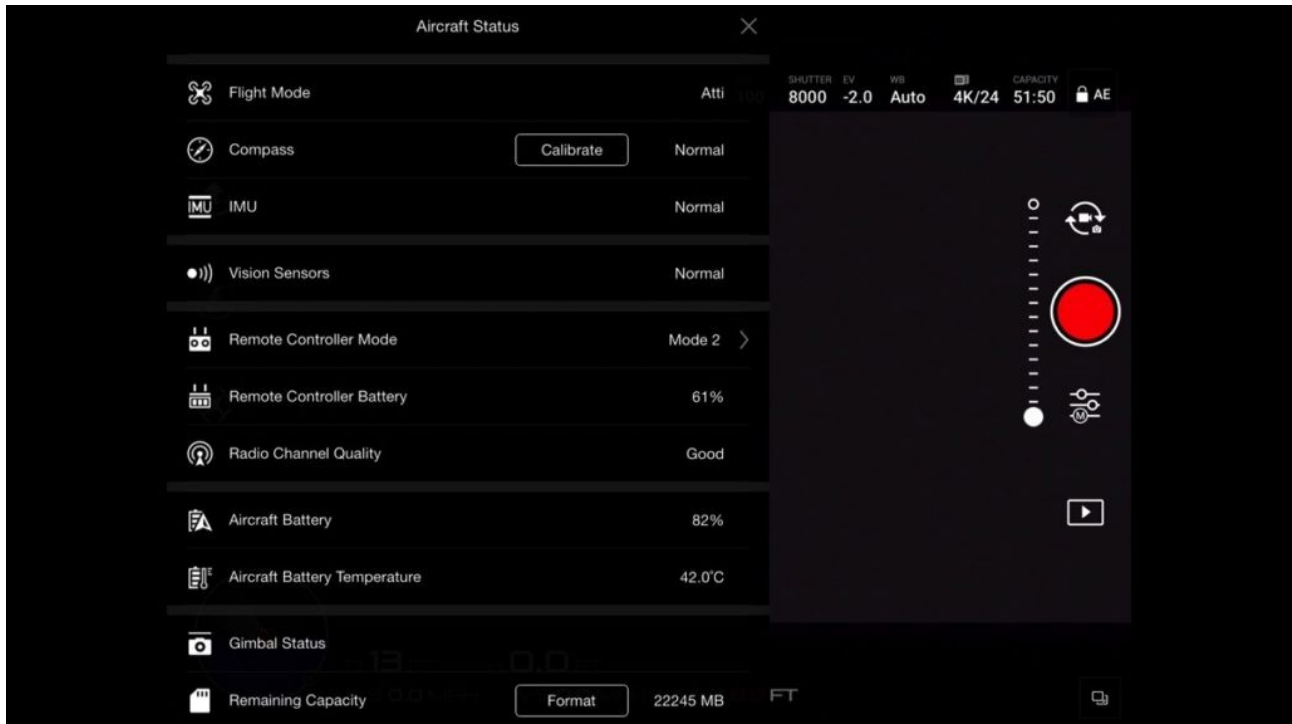 Aircraft Status
Flight Mode Atti
SHUTTER EV WB CAPACITY
8000 -2.0 Auto 4K/24 51:50 AE
Compass Calibrate Normal
IMU IMU Normal
Vision Sensors Normal
Remote Controller Mode Mode 2
Remote Controller Battery 61%
M
Radio Channel Quality Good
Aircraft Battery 82%
Aircraft Battery Temperature 42.0°C
Gimbal Status
Remaining Capacity Format 22245 MB
FT